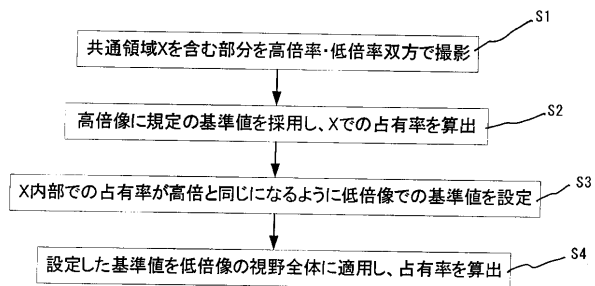 S1
共通領域Xを含む部分を高倍率・低倍率双方で撮影
S2
高倍像に規定の基準値を採用し、Xでの占有率を算出
S3
X内部での占有率が高倍と同じになるように低倍像での基準値を設定
S4
設定した基準値を低倍像の視野全体に適用し、占有率を算出